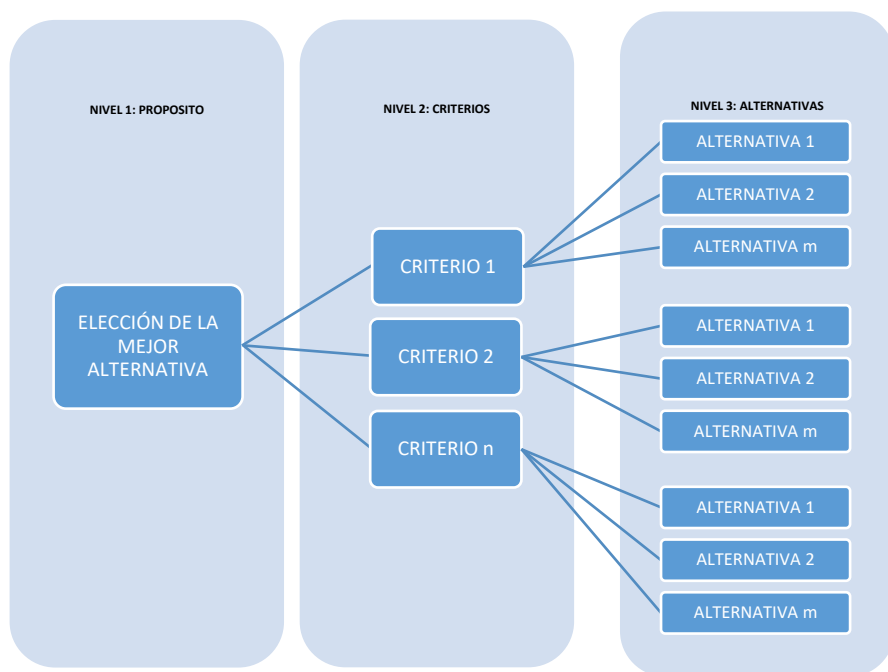 NIVEL 1: PROPOSITO
NIVEL 2: CRITERIOS
NIVEL 3: ALTERNATIVAS
ELECCIÓN DE LA
MEJOR
ALTERNATIVA
CRITERIO 1
CRITERIO 2
CRITERIO n
ALTERNATIVA 1
ALTERNATIVA 2
ALTERNATIVA m
ALTERNATIVA 1
ALTERNATIVA 2
ALTERNATIVA m
ALTERNATIVA 1
ALTERNATIVA 2
ALTERNATIVA m